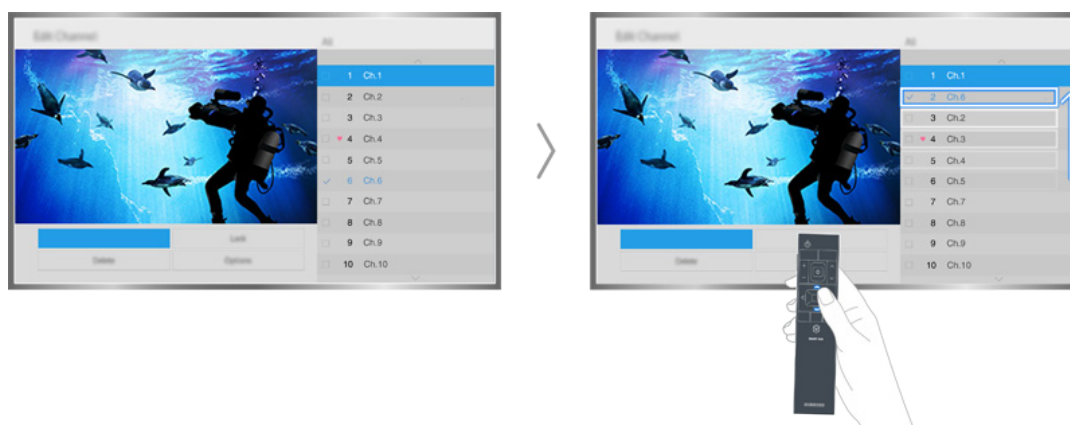 Edit Channel
All
1 Ch.1
2 Ch.2
3 Ch.3
4 Ch.4
5 Ch.5
6 Ch.6
7 Ch.7
8 Ch.8
9 Ch.9
10 Ch.10
Lock
Delete
Options
Edit Channel
All
1 Ch.1
2 Ch.6
3 Ch.2
4 Ch.3
5 Ch.4
6 Ch.5
7 Ch.7
8 Ch.8
9 Ch.9
10 Ch.10
Delete
SAMSUNG